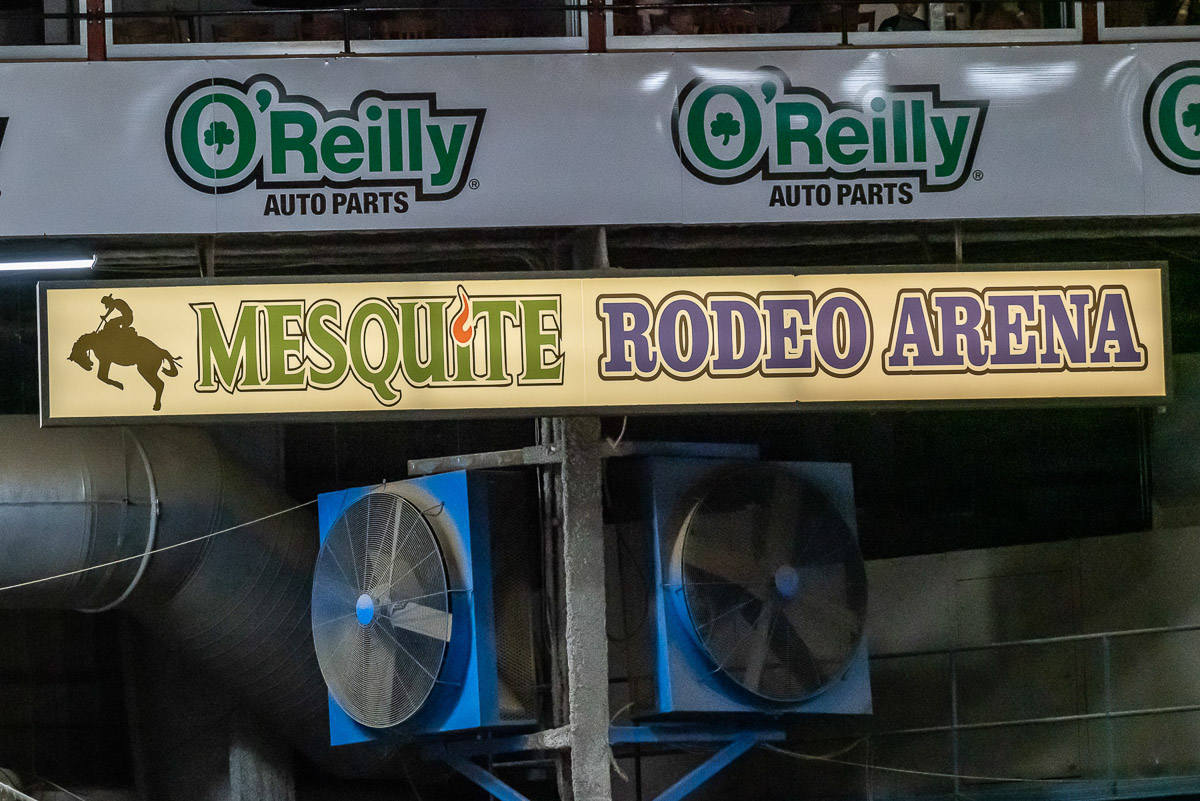 O'Reilly® O'Reilly®
AUTO PARTS AUTO PARTS
MESQUITE RODEO ARENA